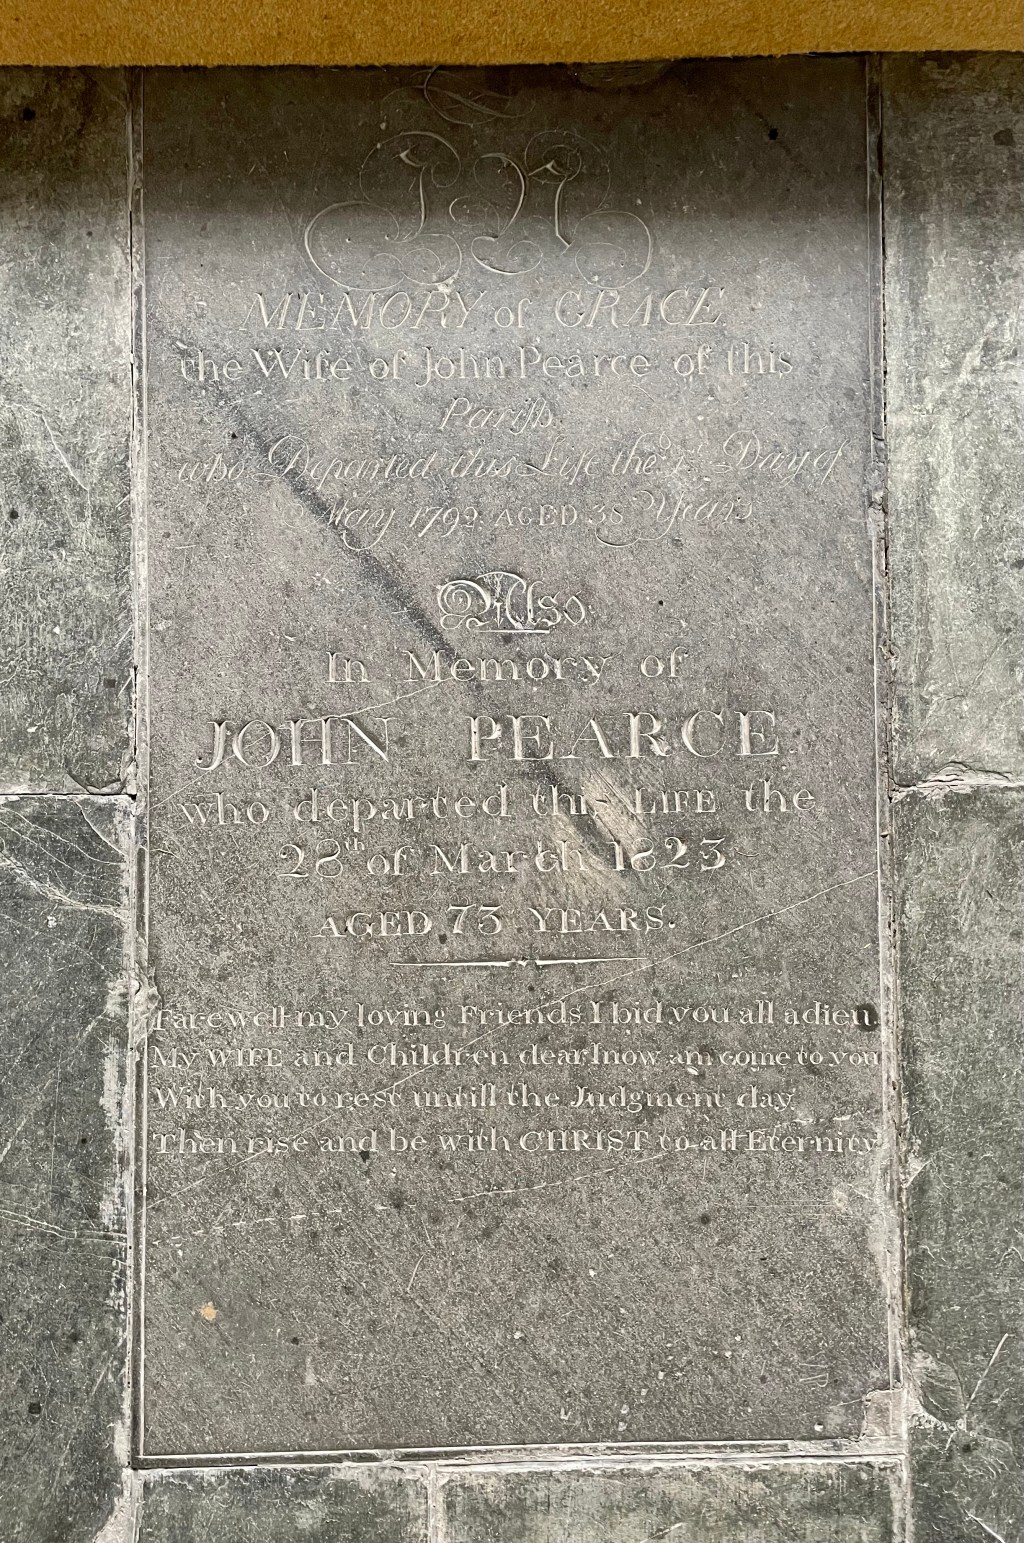 IN
MEMORY of GRACE
the Wife of John Pearce of this
Parish
who Departed this Life the 1st Day of
May 1792 AGED 38 Years
Also
In Memory of
JOHN PEARCE
who departed this LIFE the
28th of March 1823
AGED 73 YEARS.
Farewell my loving Friends I bid you all adieu
My WIFE and Children dear I now am come to you
With you to rest untill the Judgment day
Then rise and be with CHRIST to all Eternity